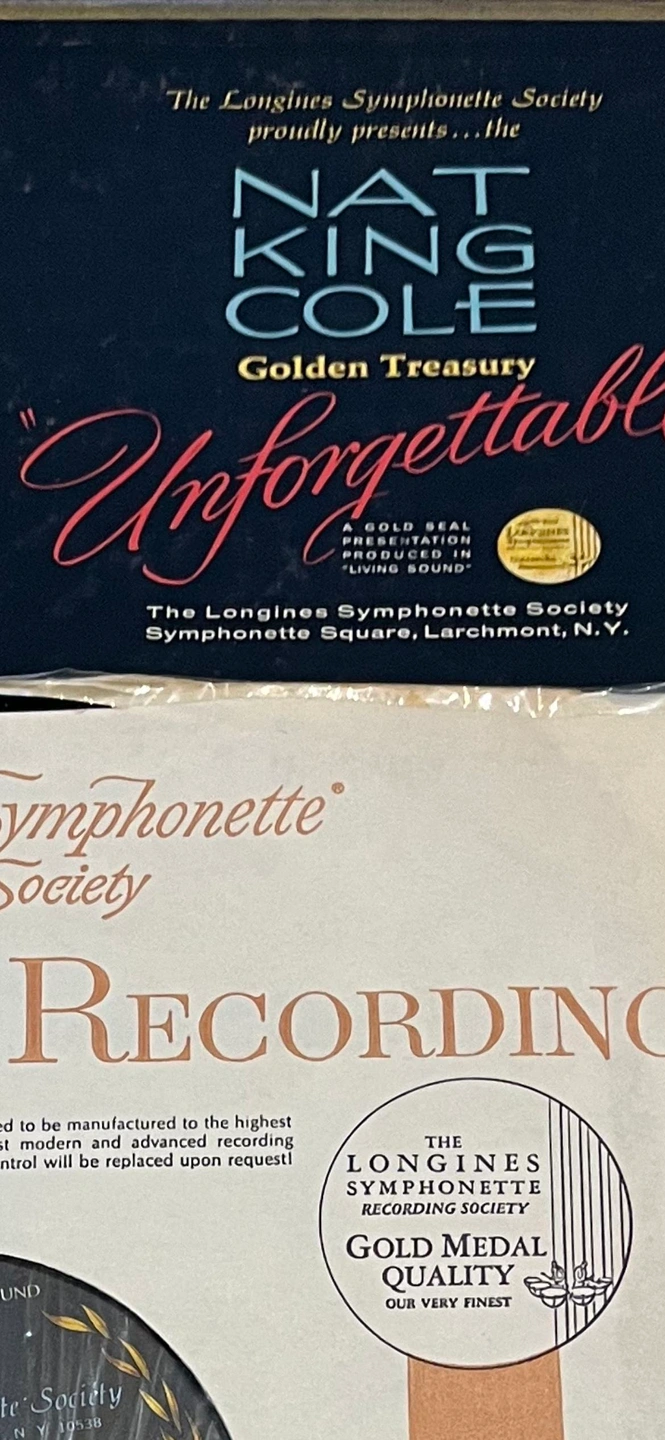 The Longines Symphonette Society
proudly presents...the
NAT
KING
COLE
Golden Treasury
"Unforgettabl
A GOLD SEAL
PRESENTATION
PRODUCED IN
"LIVING SOUND"
The Longines Symphonette Society
Symphonette Square, Larchmont, N.Y.
Symphonette®
Society
RECORDING
ed to be manufactured to the highest
st modern and advanced recording
ntrol will be replaced upon request!
THE
LONGINES
SYMPHONETTE
RECORDING SOCIETY
GOLD MEDAL
QUALITY
OUR VERY FINEST
UND
te Society
N Y 10538